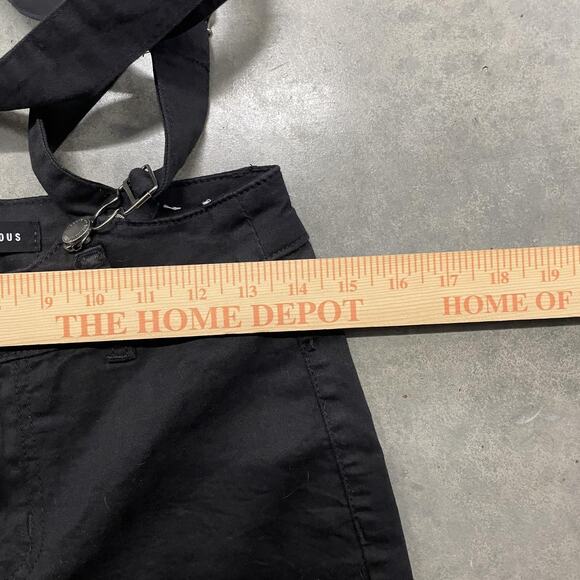 OUS
9 10 11 12 13 14 15 16 17 18 19
THE HOME DEPOT HOME OF